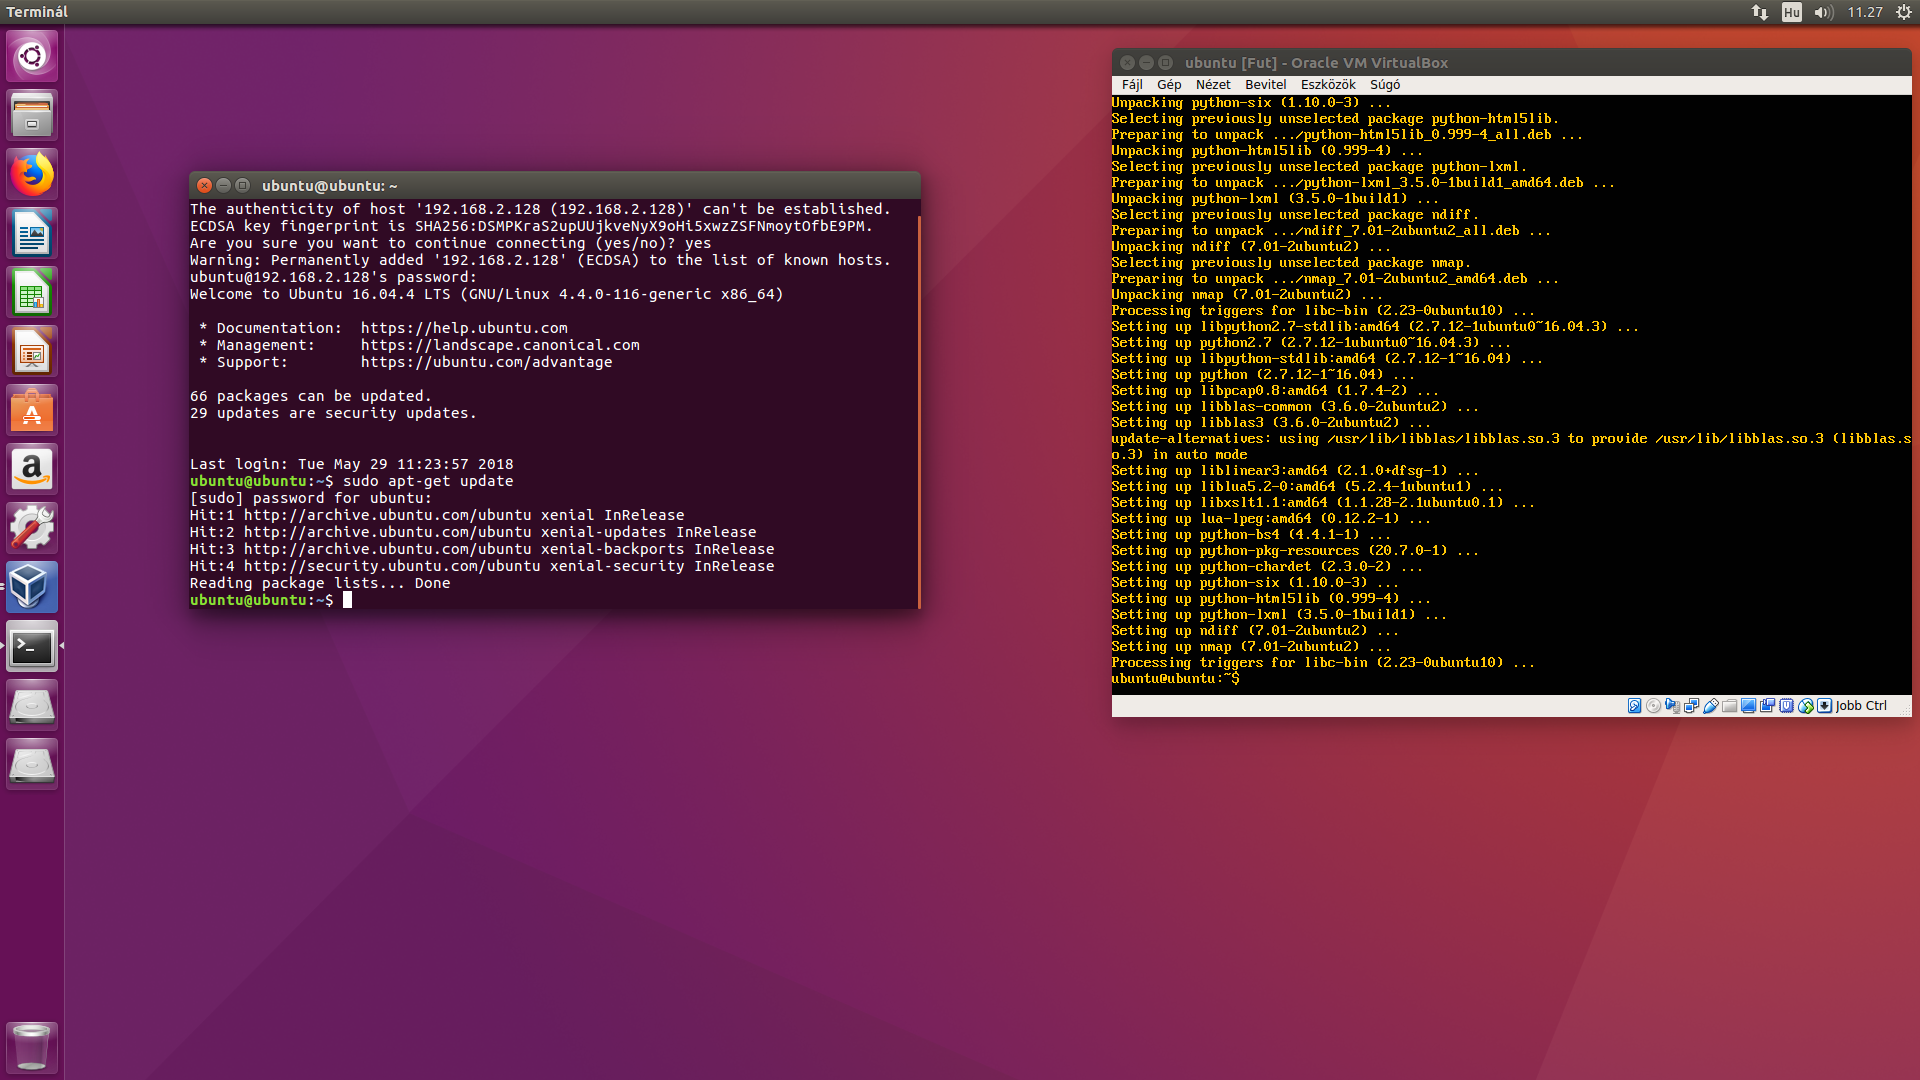 Terminál
Hu
11.27
ubuntu@ubuntu: ~
The authenticity of host '192.168.2.128 (192.168.2.128)' can't be established.
ECDSA key fingerprint is SHA256:DSMPKraS2upUUjkveNyX9oHi5xwzZSFNmoytOfbE9PM.
Are you sure you want to continue connecting (yes/no)? yes
Warning: Permanently added '192.168.2.128' (ECDSA) to the list of known hosts.
ubuntu@192.168.2.128's password:
Welcome to Ubuntu 16.04.4 LTS (GNU/Linux 4.4.0-116-generic x86_64)
* Documentation:  https://help.ubuntu.com
* Management:     https://landscape.canonical.com
* Support:        https://ubuntu.com/advantage
66 packages can be updated.
29 updates are security updates.
Last login: Tue May 29 11:23:57 2018
ubuntu@ubuntu:~$ sudo apt-get update
[sudo] password for ubuntu:
Hit:1 http://archive.ubuntu.com/ubuntu xenial InRelease
Hit:2 http://archive.ubuntu.com/ubuntu xenial-updates InRelease
Hit:3 http://archive.ubuntu.com/ubuntu xenial-backports InRelease
Hit:4 http://security.ubuntu.com/ubuntu xenial-security InRelease
Reading package lists... Done
ubuntu@ubuntu:~$
ubuntu [Fut] - Oracle VM VirtualBox
Fájl Gép Nézet Bevitel Eszközök Súgó
Unpacking python-six (1.10.0-3) ...
Selecting previously unselected package python-html5lib.
Preparing to unpack .../python-html5lib_0.999-4_all.deb ...
Unpacking python-html5lib (0.999-4) ...
Selecting previously unselected package python-lxml.
Preparing to unpack .../python-lxml_3.5.0-1build1_amd64.deb ...
Unpacking python-lxml (3.5.0-1build1) ...
Selecting previously unselected package ndiff.
Preparing to unpack .../ndiff_7.01-2ubuntu2_all.deb ...
Unpacking ndiff (7.01-2ubuntu2) ...
Selecting previously unselected package nmap.
Preparing to unpack .../nmap_7.01-2ubuntu2_amd64.deb ...
Unpacking nmap (7.01-2ubuntu2) ...
Processing triggers for libc-bin (2.23-0ubuntu10) ...
Setting up libpython2.7-stdlib:amd64 (2.7.12-1ubuntu0~16.04.3) ...
Setting up python2.7 (2.7.12-1ubuntu0~16.04.3) ...
Setting up libpython-stdlib:amd64 (2.7.12-1~16.04) ...
Setting up python (2.7.12-1~16.04) ...
Setting up libpcap0.8:amd64 (1.7.4-2) ...
Setting up libblas-common (3.6.0-2ubuntu2) ...
Setting up libblas3 (3.6.0-2ubuntu2) ...
update-alternatives: using /usr/lib/libblas/libblas.so.3 to provide /usr/lib/libblas.so.3 (libblas.s
o.3) in auto mode
Setting up liblinear3:amd64 (2.1.0+dfsg-1) ...
Setting up liblua5.2-0:amd64 (5.2.4-1ubuntu1) ...
Setting up libxslt1.1:amd64 (1.1.28-2.1ubuntu0.1) ...
Setting up lua-lpeg:amd64 (0.12.2-1) ...
Setting up python-bs4 (4.4.1-1) ...
Setting up python-pkg-resources (20.7.0-1) ...
Setting up python-chardet (2.3.0-2) ...
Setting up python-six (1.10.0-3) ...
Setting up python-html5lib (0.999-4) ...
Setting up python-lxml (3.5.0-1build1) ...
Setting up ndiff (7.01-2ubuntu2) ...
Setting up nmap (7.01-2ubuntu2) ...
Processing triggers for libc-bin (2.23-0ubuntu10) ...
ubuntu@ubuntu:~$
Jobb Ctrl